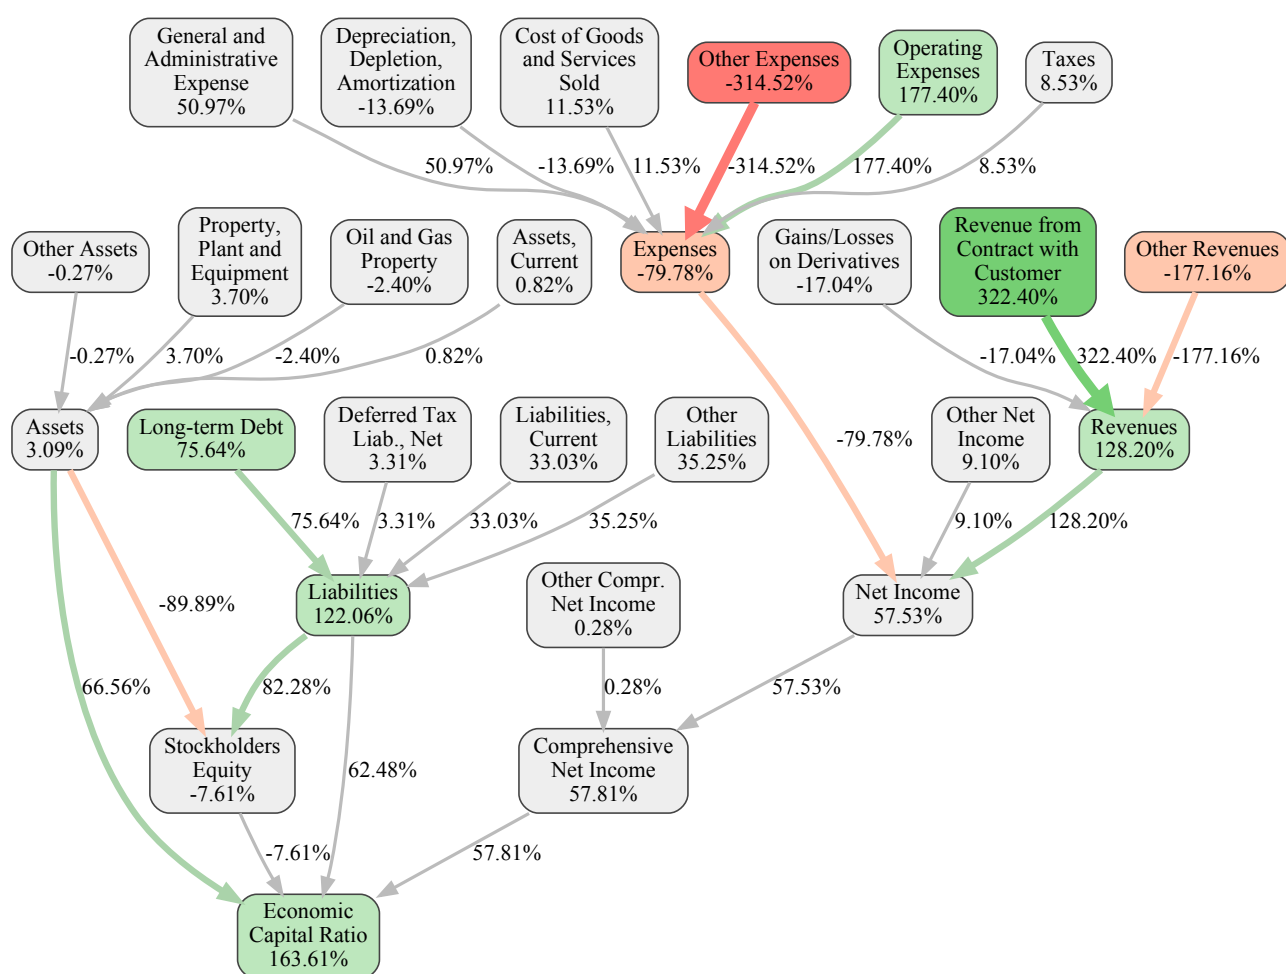 General and
Administrative
Expense
50.97%
Depreciation,
Depletion,
Amortization
-13.69%
Cost of Goods
and Services
Sold
11.53%
Other Expenses
-314.52%
Operating
Expenses
177.40%
Taxes
8.53%
50.97%
-13.69%
11.53%
-314.52%
177.40%
8.53%
Other Assets
-0.27%
Property,
Plant and
Equipment
3.70%
Oil and Gas
Property
-2.40%
Assets,
Current
0.82%
Expenses
-79.78%
Gains/Losses
on Derivatives
-17.04%
Revenue from
Contract with
Customer
322.40%
Other Revenues
-177.16%
-0.27%
3.70%
-2.40%
0.82%
-17.04%
322.40%
-177.16%
Assets
3.09%
Long-term Debt
75.64%
Deferred Tax
Liab., Net
3.31%
Liabilities,
Current
33.03%
Other
Liabilities
35.25%
-79.78%
Other Net
Income
9.10%
Revenues
128.20%
75.64%
3.31%
33.03%
35.25%
9.10%
128.20%
-89.89%
Liabilities
122.06%
Other Compr.
Net Income
0.28%
Net Income
57.53%
66.56%
82.28%
0.28%
57.53%
Stockholders
Equity
-7.61%
62.48%
Comprehensive
Net Income
57.81%
-7.61%
57.81%
Economic
Capital Ratio
163.61%